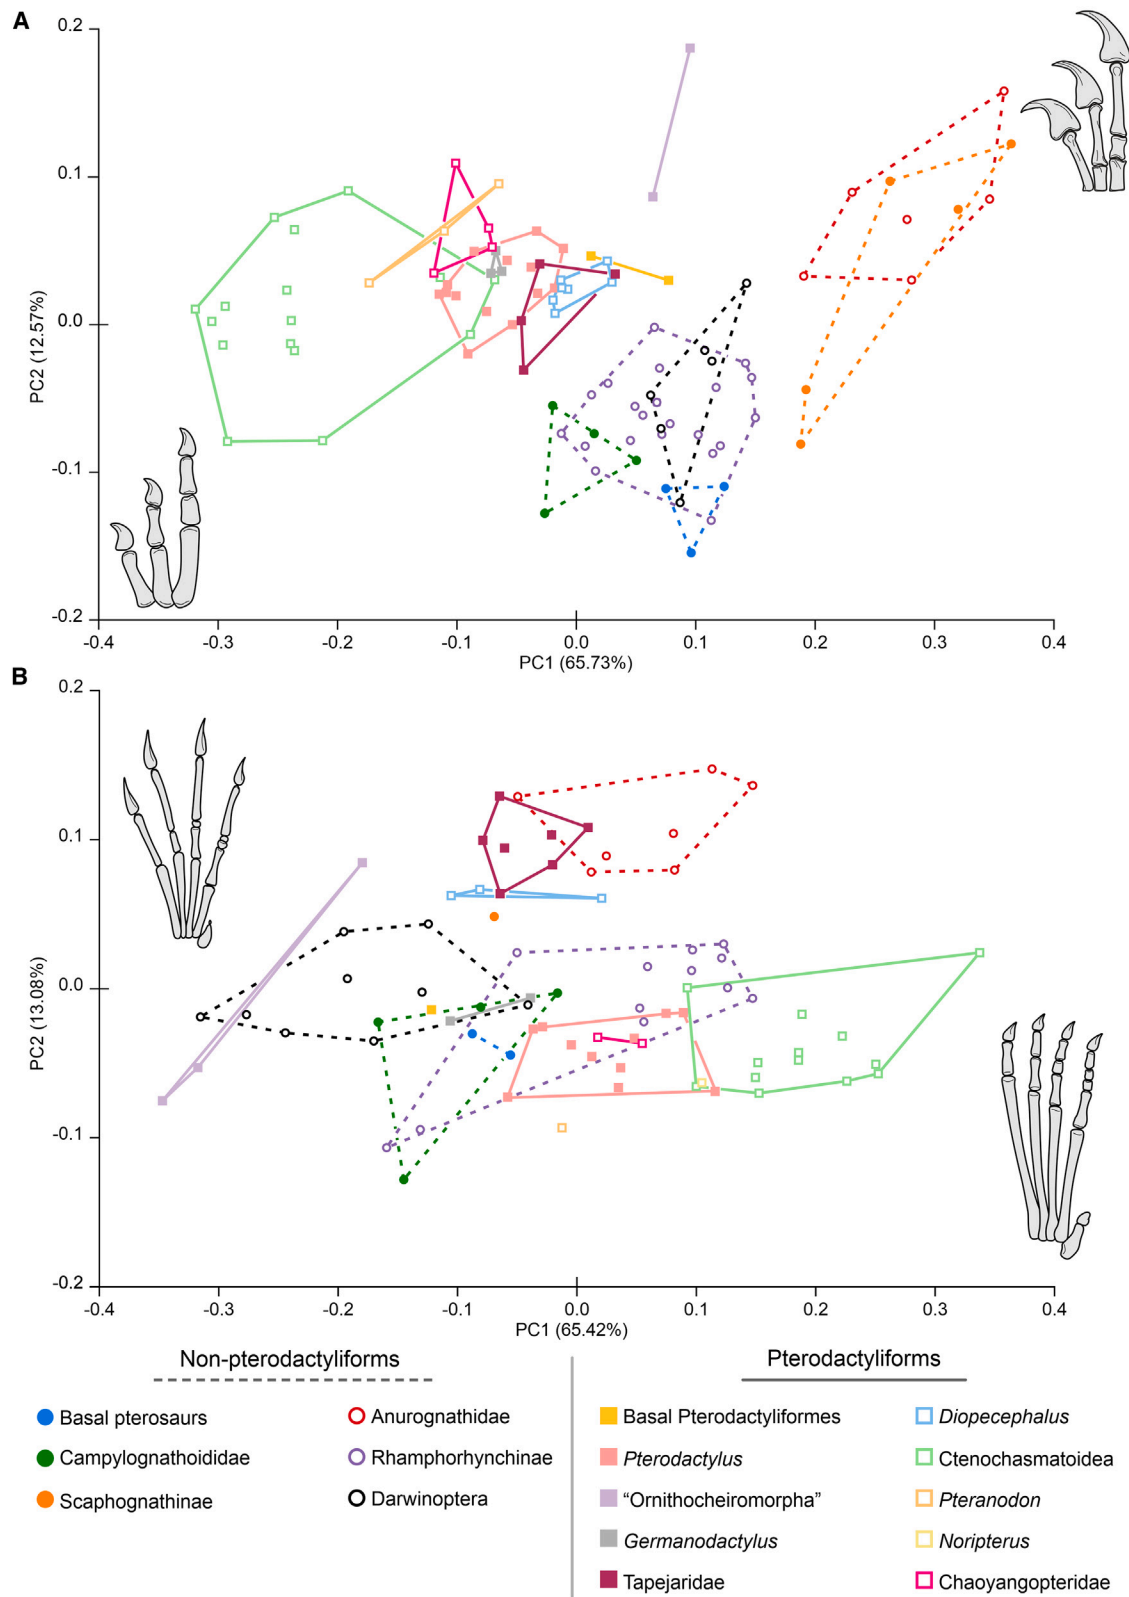 A
0.2
0.1
0.0
-0.1
-0.2
PC2 (12.57%)
-0.4
-0.3
-0.2
-0.1
0.0
0.1
0.2
0.3
0.4
PC1 (65.73%)
B
0.2
0.1
0.0
-0.1
-0.2
PC2 (13.08%)
-0.4
-0.3
-0.2
-0.1
0.0
0.1
0.2
0.3
0.4
PC1 (65.42%)
Non-pterodactyliforms
Basal pterosaurs
Campylognathoididae
Scaphognathinae
Anurognathidae
Rhamphorhynchinae
Darwinoptera
Pterodactyliforms
Basal Pterodactyliformes
Pterodactylus
“Ornithocheiromorpha”
Germanodactylus
Tapejaridae
Diopecephalus
Ctenochasmatoidea
Pteranodon
Noripterus
Chaoyangopteridae